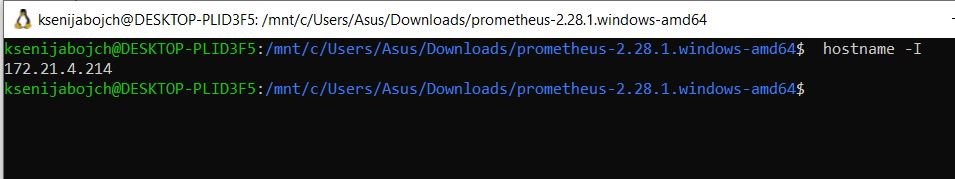 ksenijabojch@DESKTOP-PLID3F5: /mnt/c/Users/Asus/Downloads/prometheus-2.28.1.windows-amd64
ksenijabojch@DESKTOP-PLID3F5:/mnt/c/Users/Asus/Downloads/prometheus-2.28.1.windows-amd64$  hostname -I
172.21.4.214
ksenijabojch@DESKTOP-PLID3F5:/mnt/c/Users/Asus/Downloads/prometheus-2.28.1.windows-amd64$